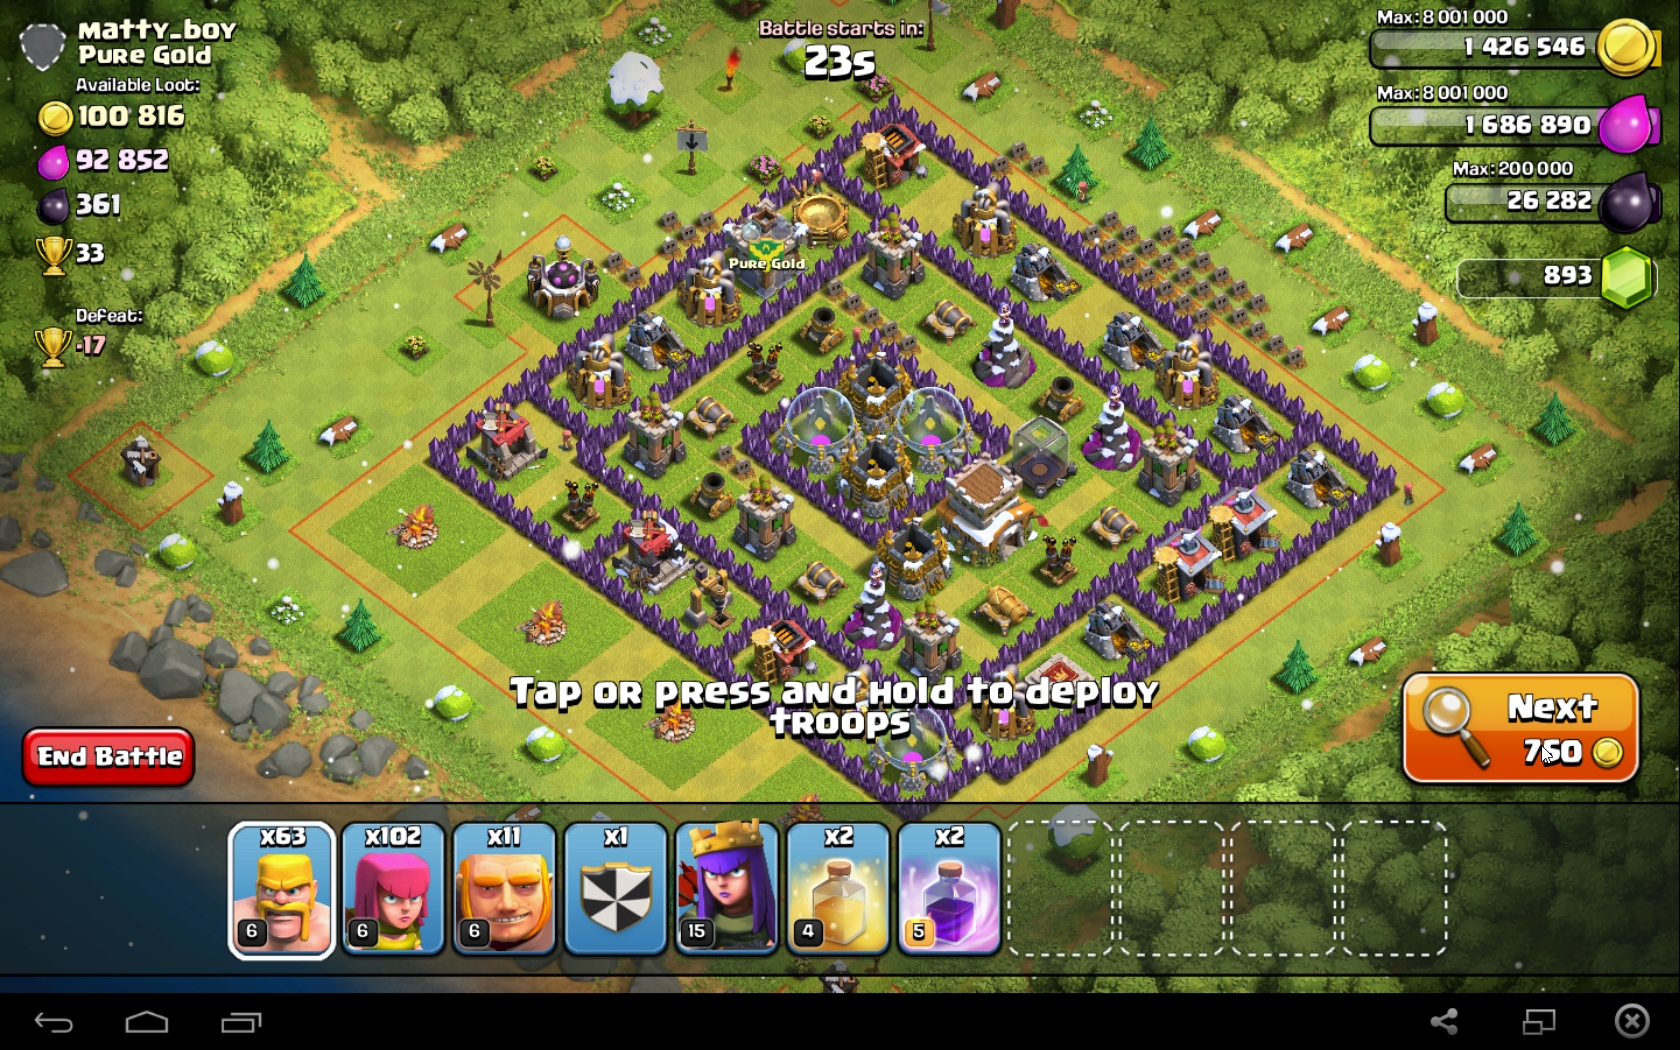 Matty_boy
Pure Gold
Available Loot:
100 816
92 852
361
33
Defeat:
-17
Battle starts in:
23s
Max: 8 001 000
1 426 546
Max: 8 001 000
1 686 890
Max: 200 000
26 282
893
Pure Gold
Tap or press and hold to deploy
troops
End Battle
Next
750
x63
6
x102
6
x11
6
x1
15
x2
4
x2
5